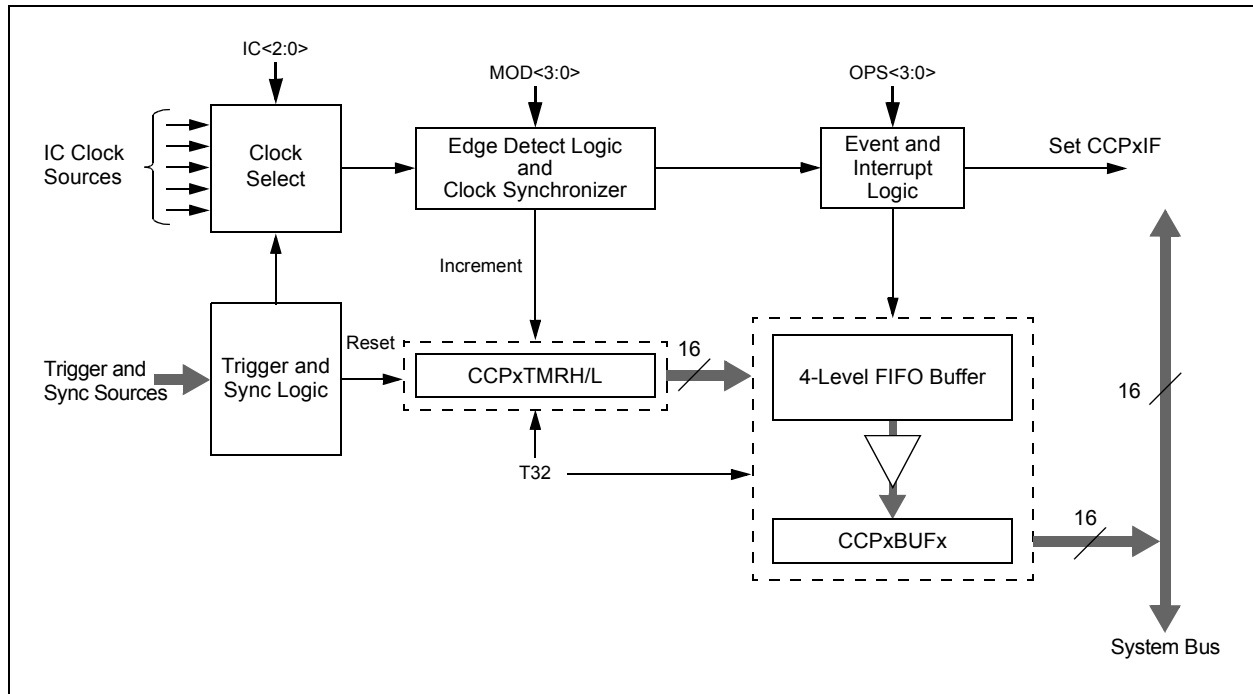 IC<2:0>
MOD<3:0>
OPS<3:0>
IC Clock
Sources
Clock
Select
Edge Detect Logic
and
Clock Synchronizer
Event and
Interrupt
Logic
Set CCPxIF
Increment
Trigger and
Sync Sources
Trigger and
Sync Logic
Reset
CCPxTMRH/L
16
4-Level FIFO Buffer
16
T32
CCPxBUFx
16
System Bus